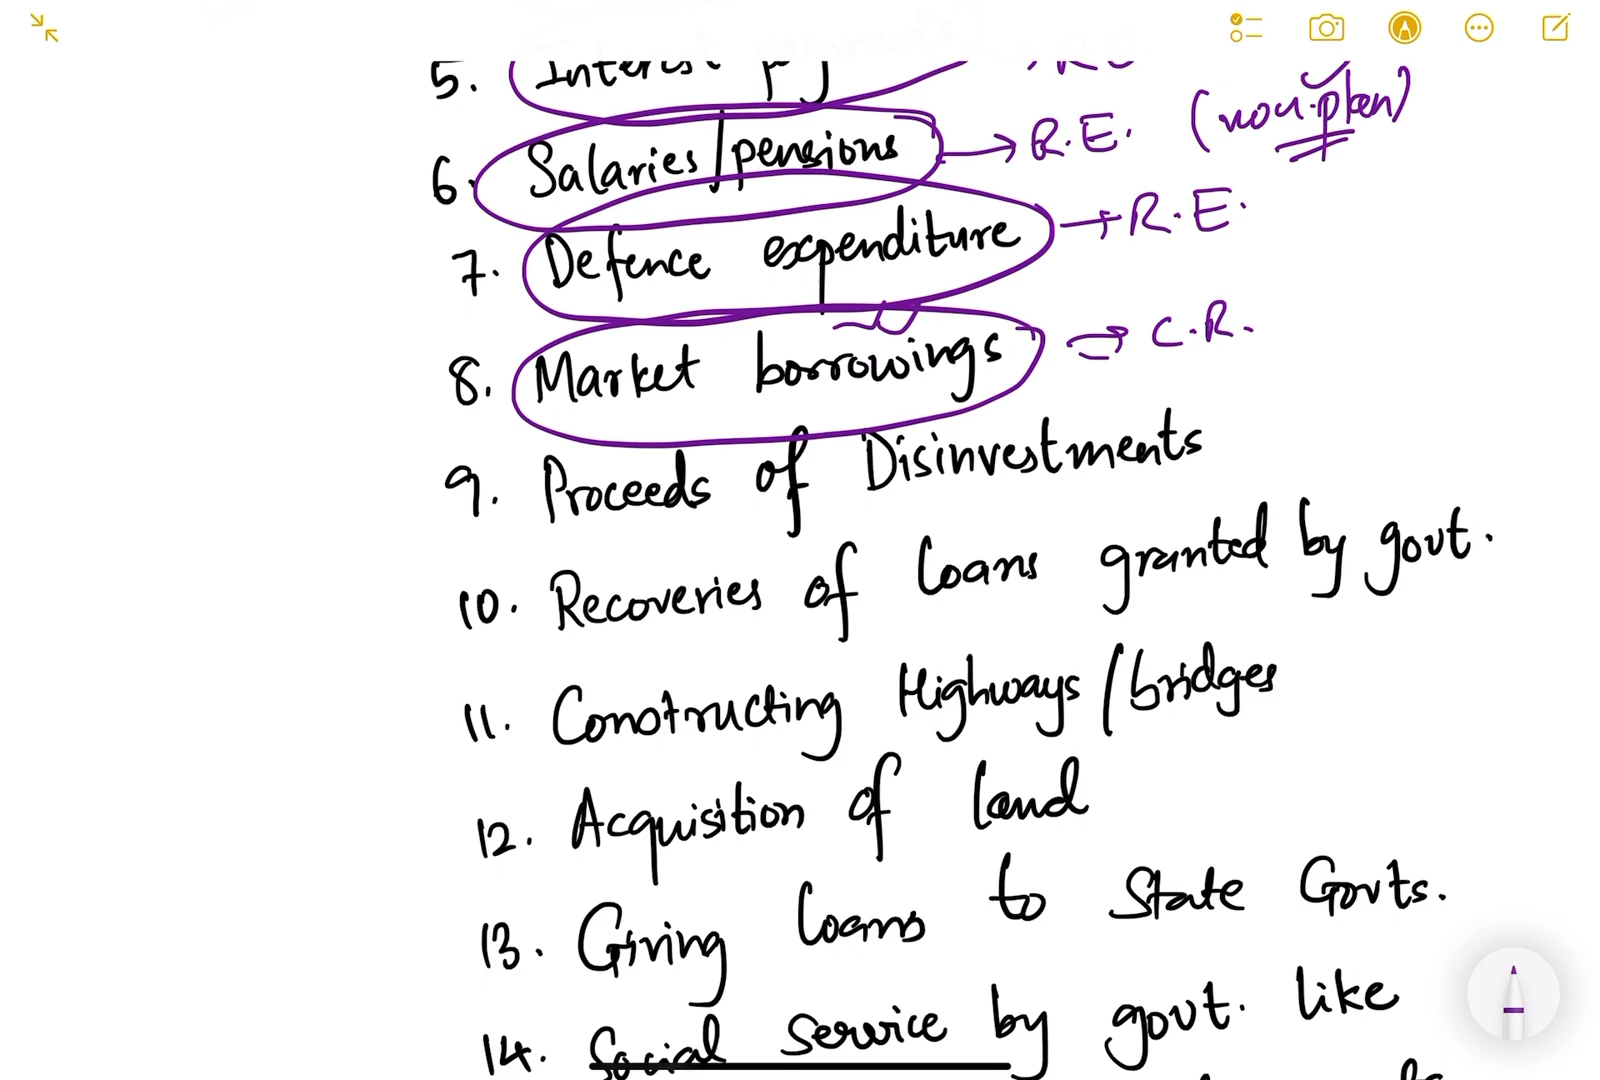 5. Interest → R.E
6. Salaries/pensions → R.E. (non-plan)
7. Defence expenditure → R.E.
8. Market borrowings → C.R.
9. Proceeds of Disinvestments
10. Recoveries of loans granted by govt.
11. Constructing Highways/bridges
12. Acquisition of land
13. Giving loans to State Govts.
14. Social service by govt. like